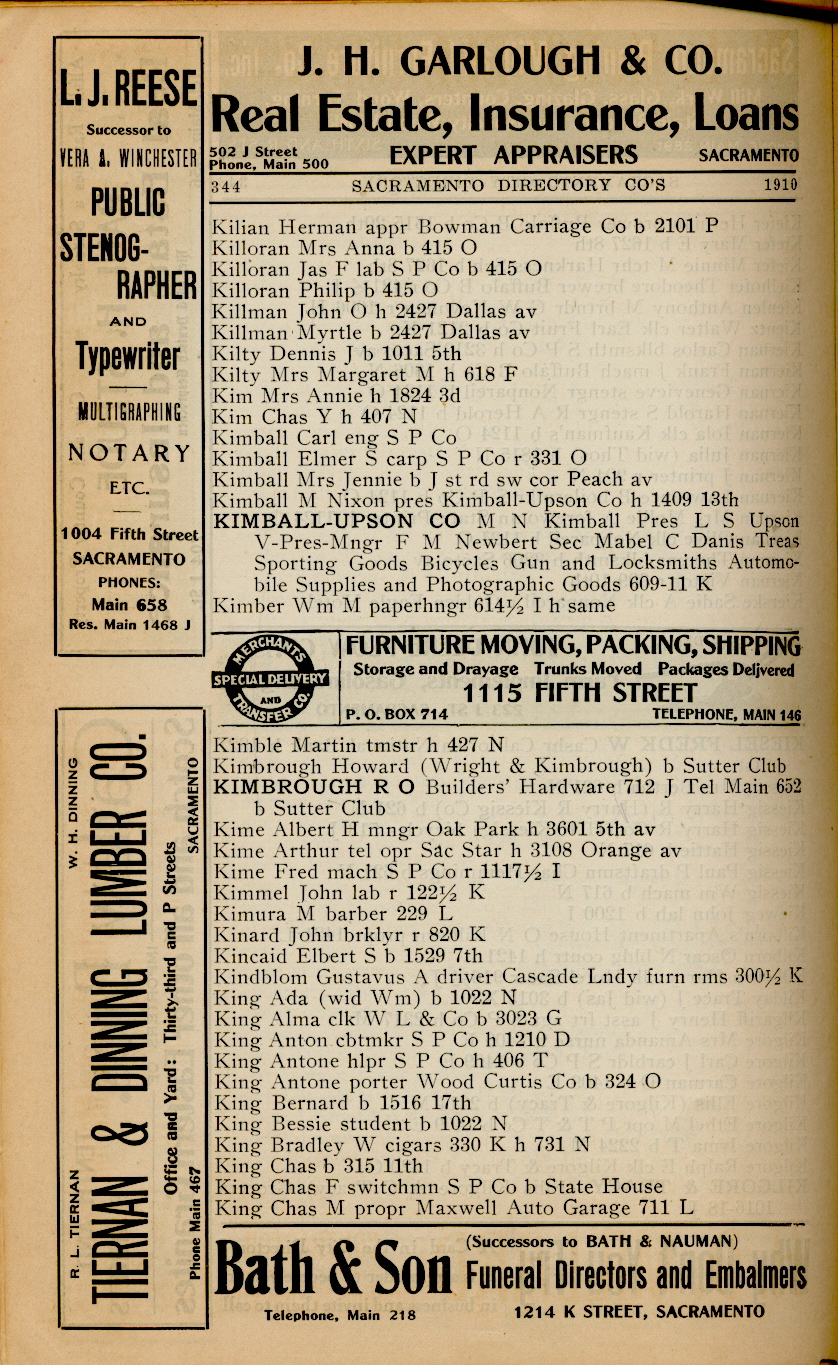 L. J. REESE
Successor to
VERA A. WINCHESTER
PUBLIC
STENOG-
RAPHER
AND
Typewriter
MULTIGRAPHING
NOTARY
ETC.
1004 Fifth Street
SACRAMENTO
PHONES:
Main 658
Res. Main 1468 J
J. H. GARLOUGH & CO.
Real Estate, Insurance, Loans
502 J Street
Phone, Main 500
EXPERT APPRAISERS
SACRAMENTO
344 SACRAMENTO DIRECTORY CO'S 1910
Kilian Herman appr Bowman Carriage Co b 2101 P
Killoran Mrs Anna b 415 O
Killoran Jas F lab S P Co b 415 O
Killoran Philip b 415 O
Killman John O h 2427 Dallas av
Killman Myrtle b 2427 Dallas av
Kilty Dennis J b 1011 5th
Kilty Mrs Margaret M h 618 F
Kim Mrs Annie h 1824 3d
Kim Chas Y h 407 N
Kimball Carl eng S P Co
Kimball Elmer S carp S P Co r 331 O
Kimball Mrs Jennie b J st rd sw cor Peach av
Kimball M Nixon pres Kimball-Upson Co h 1409 13th
KIMBALL-UPSON CO M N Kimball Pres L S Upson
V-Pres-Mngr F M Newbert Sec Mabel C Danis Treas
Sporting Goods Bicycles Gun and Locksmiths Automo-
bile Supplies and Photographic Goods 609-11 K
Kimber Wm M paperhngr 614½ I h same
MERCHANTS
SPECIAL DELIVERY
AND
TRANSFER CO.
FURNITURE MOVING, PACKING, SHIPPING
Storage and Drayage Trunks Moved Packages Delivered
1115 FIFTH STREET
P. O. BOX 714 TELEPHONE, MAIN 146
Kimble Martin tmstr h 427 N
Kimbrough Howard (Wright & Kimbrough) b Sutter Club
KIMBROUGH R O Builders' Hardware 712 J Tel Main 652
b Sutter Club
Kime Albert H mngr Oak Park h 3601 5th av
Kime Arthur tel opr Sac Star h 3108 Orange av
Kime Fred mach S P Co r 1117½ I
Kimmel John lab r 122½ K
Kimura M barber 229 L
Kinard John brklyr r 820 K
Kincaid Elbert S b 1529 7th
Kindblom Gustavus A driver Cascade Lndy furn rms 300½ K
King Ada (wid Wm) b 1022 N
King Alma clk W L & Co b 3023 G
King Anton cbtmkr S P Co h 1210 D
King Antone hlpr S P Co h 406 T
King Antone porter Wood Curtis Co b 324 O
King Bernard b 1516 17th
King Bessie student b 1022 N
King Bradley W cigars 330 K h 731 N
King Chas b 315 11th
King Chas F switchmn S P Co b State House
King Chas M propr Maxwell Auto Garage 711 L
R. L. TIERNAN W. H. DINNING
TIERNAN & DINNING LUMBER CO.
Office and Yard: Thirty-third and P Streets
Phone Main 467 SACRAMENTO
Bath & Son
(Successors to BATH & NAUMAN)
Funeral Directors and Embalmers
Telephone, Main 218 1214 K STREET, SACRAMENTO